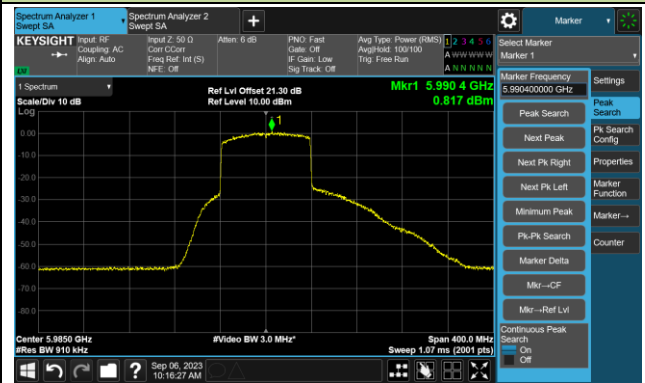 Spectrum Analyzer 1
Swept SA
Spectrum Analyzer 2
Swept SA
+
Marker
KEYSIGHT
Input: RF
Coupling: AC
Align: Auto
Input Z: 50 Ω
Corr CCorr
Freq Ref: Int (S)
NFE: Off
Atten: 6 dB
PNO: Fast
Gate: Off
IF Gain: Low
Sig Track: Off
Avg Type: Power (RMS)
Avg|Hold: 100/100
Trig: Free Run
1 2 3 4 5 6
A W W W W W
A N N N N N
Select Marker
Marker 1
1 Spectrum
Scale/Div 10 dB
Log
Ref Lvl Offset 21.30 dB
Ref Level 10.00 dBm
Mkr1 5.990 4 GHz
0.817 dBm
1
0.00
-10.0
-20.0
-30.0
-40.0
-50.0
-60.0
-70.0
-80.0
Center 5.9850 GHz
#Res BW 910 kHz
#Video BW 3.0 MHz*
Span 400.0 MHz
Sweep 1.07 ms (2001 pts)
Marker Frequency
5.990400000 GHz
Peak Search
Next Peak
Next Pk Right
Next Pk Left
Minimum Peak
Pk-Pk Search
Marker Delta
Mkr→CF
Mkr→Ref Lvl
Continuous Peak
Search
On
Off
Settings
Peak
Search
Pk Search
Config
Properties
Marker
Function
Marker→
Counter
?
Sep 06, 2023
10:16:27 AM